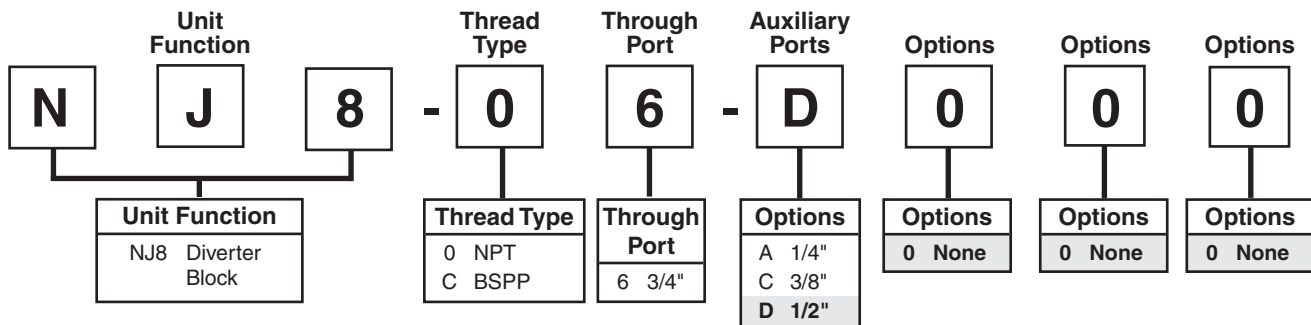 Unit Function
Thread Type
Through Port
Auxiliary Ports
Options
Options
Options
N J 8 - 0 6 - D 0 0 0
Unit Function
NJ8 Diverter Block
Thread Type
0 NPT
C BSPP
Through Port
6 3/4"
Options
A 1/4"
C 3/8"
D 1/2"
Options
0 None
Options
0 None
Options
0 None